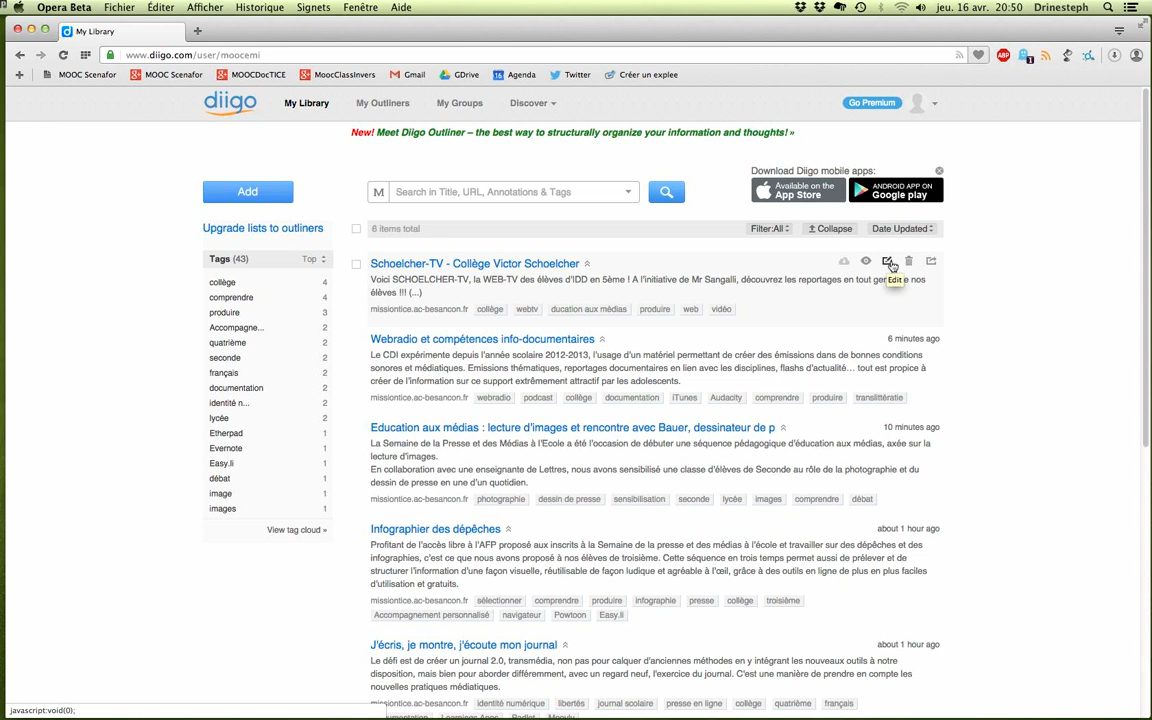 Opera Beta Fichier Éditer Afficher Historique Signets Fenêtre Aide jeu. 16 avr. 20:50 Drinesteph
My Library
www.diigo.com/user/moocemi
MOOC Scenafor MOOC Scenafor MOOCDocTICE MoocClassInvers Gmail GDrive Agenda Twitter Créer un explee
diigo My Library My Outliners My Groups Discover Go Premium
New! Meet Diigo Outliner – the best way to structurally organize your information and thoughts! »
Download Diigo mobile apps:
Add M Search in Title, URL, Annotations & Tags
Available on the App Store
ANDROID APP ON Google play
Upgrade lists to outliners
6 items total Filter:All Collapse Date Updated
Tags (43) Top
collège 4
comprendre 4
produire 3
Accompagne... 2
quatrième 2
seconde 2
français 2
documentation 2
identité n... 2
lycée 2
Etherpad 1
Evernote 1
Easy.li 1
débat 1
image 1
images 1
View tag cloud »
Schoelcher-TV - Collège Victor Schoelcher
Edit
Voici SCHOELCHER-TV, la WEB-TV des élèves d'IDD en 5ème ! A l'initiative de Mr Sangalli, découvrez les reportages en tout nos
élèves !!! (...)
missiontice.ac-besancon.fr collège webtv ducation aux médias produire web vidéo
Webradio et compétences info-documentaires 6 minutes ago
Le CDI expérimente depuis l'année scolaire 2012-2013, l'usage d'un matériel permettant de créer des émissions dans de bonnes conditions
sonores et médiatiques. Emissions thématiques, reportages documentaires en lien avec les disciplines, flashs d'actualité… tout est propice à
créer de l'information sur ce support extrêmement attractif par les adolescents.
missiontice.ac-besancon.fr webradio podcast collège documentation iTunes Audacity comprendre produire translittératie
Education aux médias : lecture d'images et rencontre avec Bauer, dessinateur de p 10 minutes ago
La Semaine de la Presse et des Médias à l'Ecole a été l'occasion de débuter une séquence pédagogique d'éducation aux médias, axée sur la
lecture d'images.
En collaboration avec une enseignante de Lettres, nous avons sensibilisé une classe d'élèves de Seconde au rôle de la photographie et du
dessin de presse en une d'un quotidien.
missiontice.ac-besancon.fr photographie dessin de presse sensibilisation seconde lycée images comprendre débat
Infographier des dépêches about 1 hour ago
Profitant de l'accès libre à l'AFP proposé aux inscrits à la Semaine de la presse et des médias à l'école et travailler sur des dépêches et des
infographies, c'est ce que nous avons proposé à nos élèves de troisième. Cette séquence en trois temps permet aussi de prélever et de
structurer l'information d'une façon visuelle, réutilisable de façon ludique et agréable à l'œil, grâce à des outils en ligne de plus en plus faciles
d'utilisation et gratuits.
missiontice.ac-besancon.fr sélectionner comprendre produire infographie presse collège troisième
Accompagnement personnalisé navigateur Powtoon Easy.li
J'écris, je montre, j'écoute mon journal about 1 hour ago
Le défi est de créer un journal 2.0, transmédia, non pas pour calquer d'anciennes méthodes en y intégrant les nouveaux outils à notre
disposition, mais bien pour aborder différemment, avec un regard neuf, l'exercice du journal. C'est une manière de prendre en compte les
nouvelles pratiques médiatiques.
missiontice.ac-besancon.fr identité numérique libertés journal scolaire presse en ligne collège quatrième français
javascript:void(0);